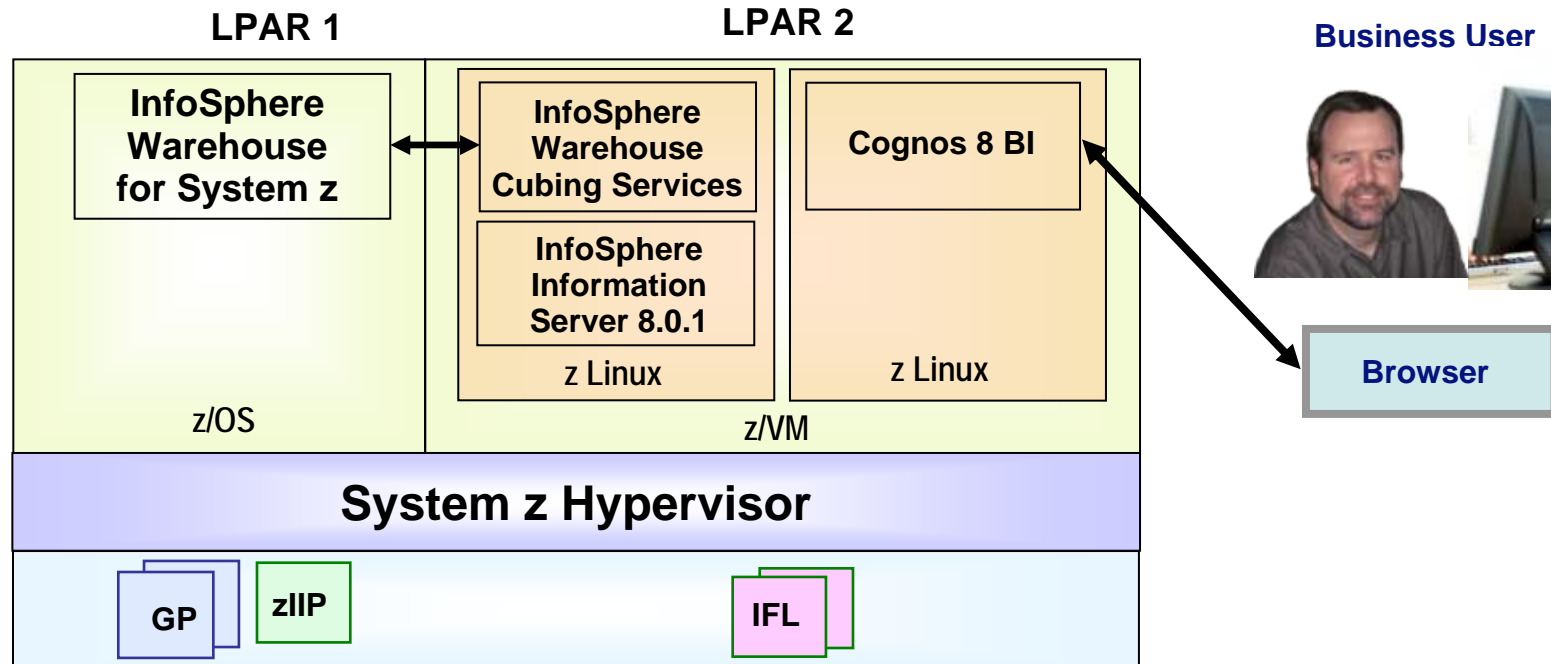 LPAR 1
LPAR 2
Business User
InfoSphere
Warehouse
for System z
InfoSphere
Warehouse
Cubing Services
Cognos 8 BI
InfoSphere
Information
Server 8.0.1
z Linux
z Linux
Browser
z/OS
z/VM
System z Hypervisor
GP
zIIP
IFL